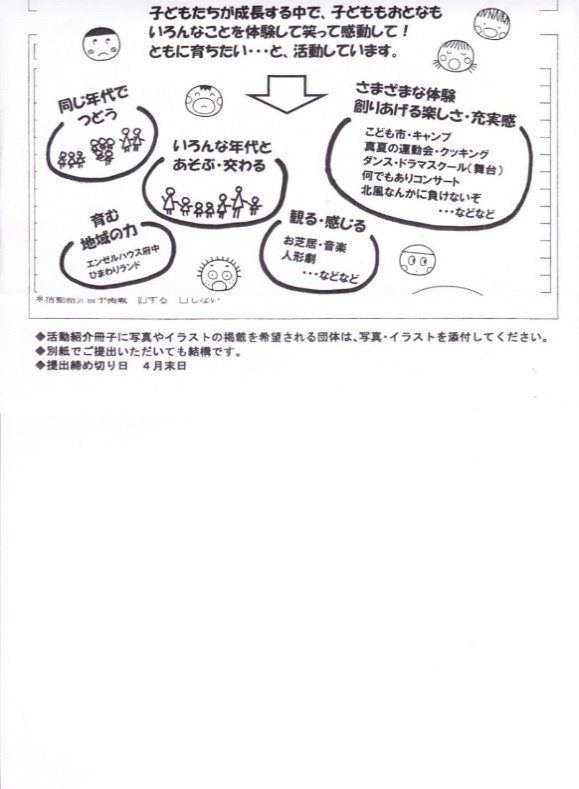 子どもたちが成長する中で、子どももおとなも
いろんなことを体験して笑って感動して！
ともに育ちたい・・・と、活動しています。
同じ年代で
つどう
いろんな年代と
あそぶ・交わる
さまざまな体験
創りあげる楽しさ・充実感
こども市・キャンプ
真夏の運動会・クッキング
ダンス・ドラマスクール（舞台）
何でもありコンサート
北風なんかに負けないぞ
・・・などなど
育む
地域の力
エンゼルハウス府中
ひまわりランド
観る・感じる
お芝居・音楽
人形劇
・・・などなど
＊活動紹介冊子掲載　☑する　□しない
◆活動紹介冊子に写真やイラストの掲載を希望される団体は、写真・イラストを添付してください。
◆別紙でご提出いただいても結構です。
◆提出締め切り日　４月末日